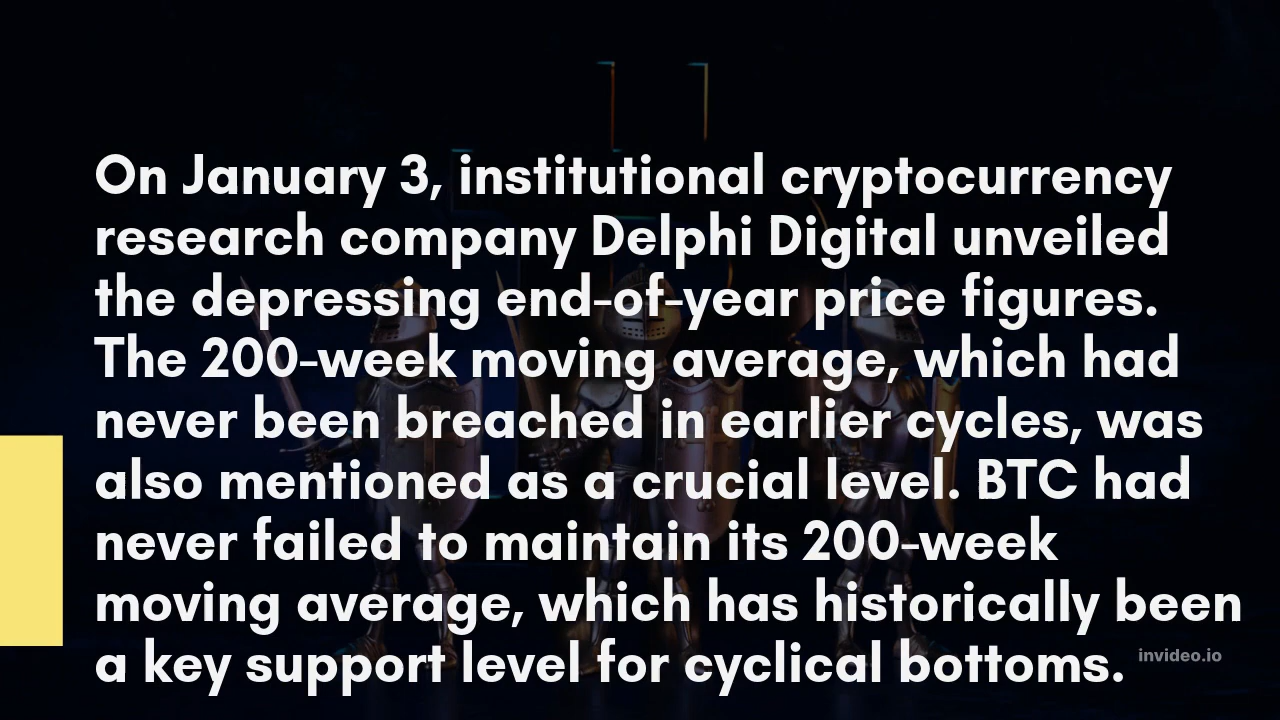 On January 3, institutional cryptocurrency
research company Delphi Digital unveiled
the depressing end-of-year price figures.
The 200-week moving average, which had
never been breached in earlier cycles, was
also mentioned as a crucial level. BTC had
never failed to maintain its 200-week
moving average, which has historically been
a key support level for cyclical bottoms.
invideo.io